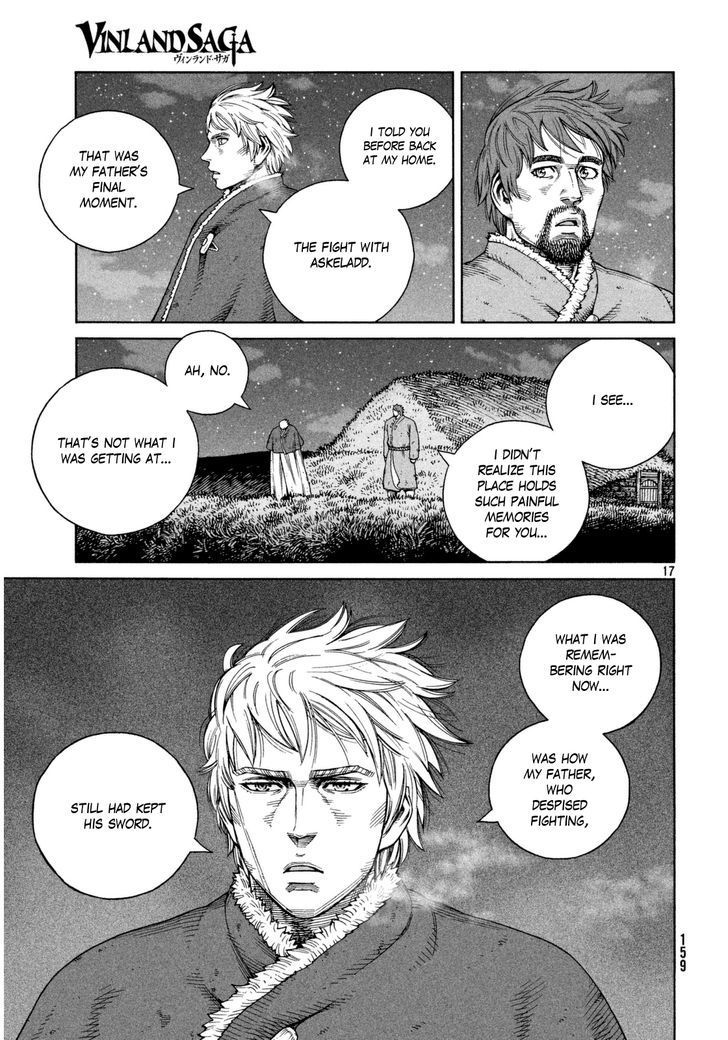 VINLAND SAGA
ヴィンランド・サガ
I TOLD YOU
BEFORE BACK
AT MY HOME.
THE FIGHT WITH
ASKELADD.
THAT WAS
MY FATHER'S
FINAL
MOMENT.
I SEE...
I DIDN'T
REALIZE THIS
PLACE HOLDS
SUCH PAINFUL
MEMORIES
FOR YOU...
AH, NO.
THAT'S NOT WHAT I
WAS GETTING AT...
17
WHAT I WAS
REMEM-
BERING RIGHT
NOW...
WAS HOW
MY FATHER,
WHO
DESPISED
FIGHTING,
STILL HAD KEPT
HIS SWORD.
159